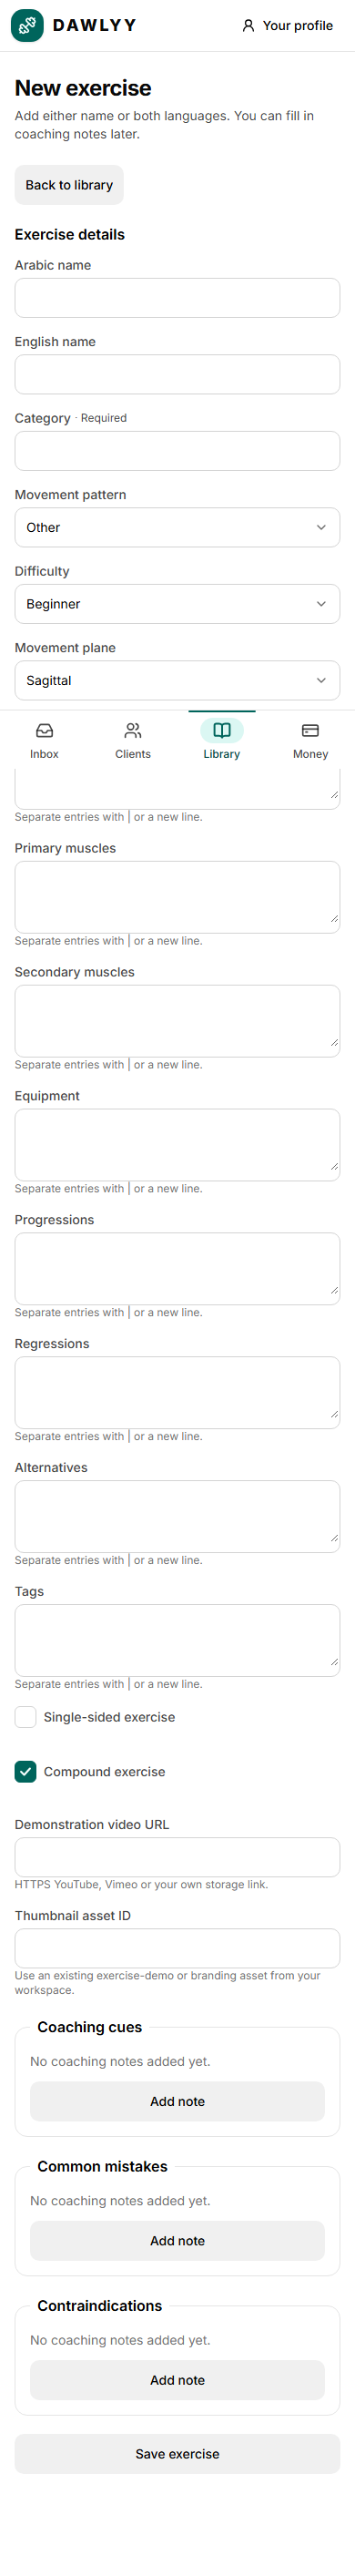 DAWLYY
Your profile
New exercise
Add either name or both languages. You can fill in
coaching notes later.
Back to library
Exercise details
Arabic name
English name
Category · Required
Movement pattern
Other
Difficulty
Beginner
Movement plane
Sagittal
Inbox
Clients
Library
Money
Separate entries with | or a new line.
Primary muscles
Separate entries with | or a new line.
Secondary muscles
Separate entries with | or a new line.
Equipment
Separate entries with | or a new line.
Progressions
Separate entries with | or a new line.
Regressions
Separate entries with | or a new line.
Alternatives
Separate entries with | or a new line.
Tags
Separate entries with | or a new line.
Single-sided exercise
Compound exercise
Demonstration video URL
HTTPS YouTube, Vimeo or your own storage link.
Thumbnail asset ID
Use an existing exercise-demo or branding asset from your
workspace.
Coaching cues
No coaching notes added yet.
Add note
Common mistakes
No coaching notes added yet.
Add note
Contraindications
No coaching notes added yet.
Add note
Save exercise